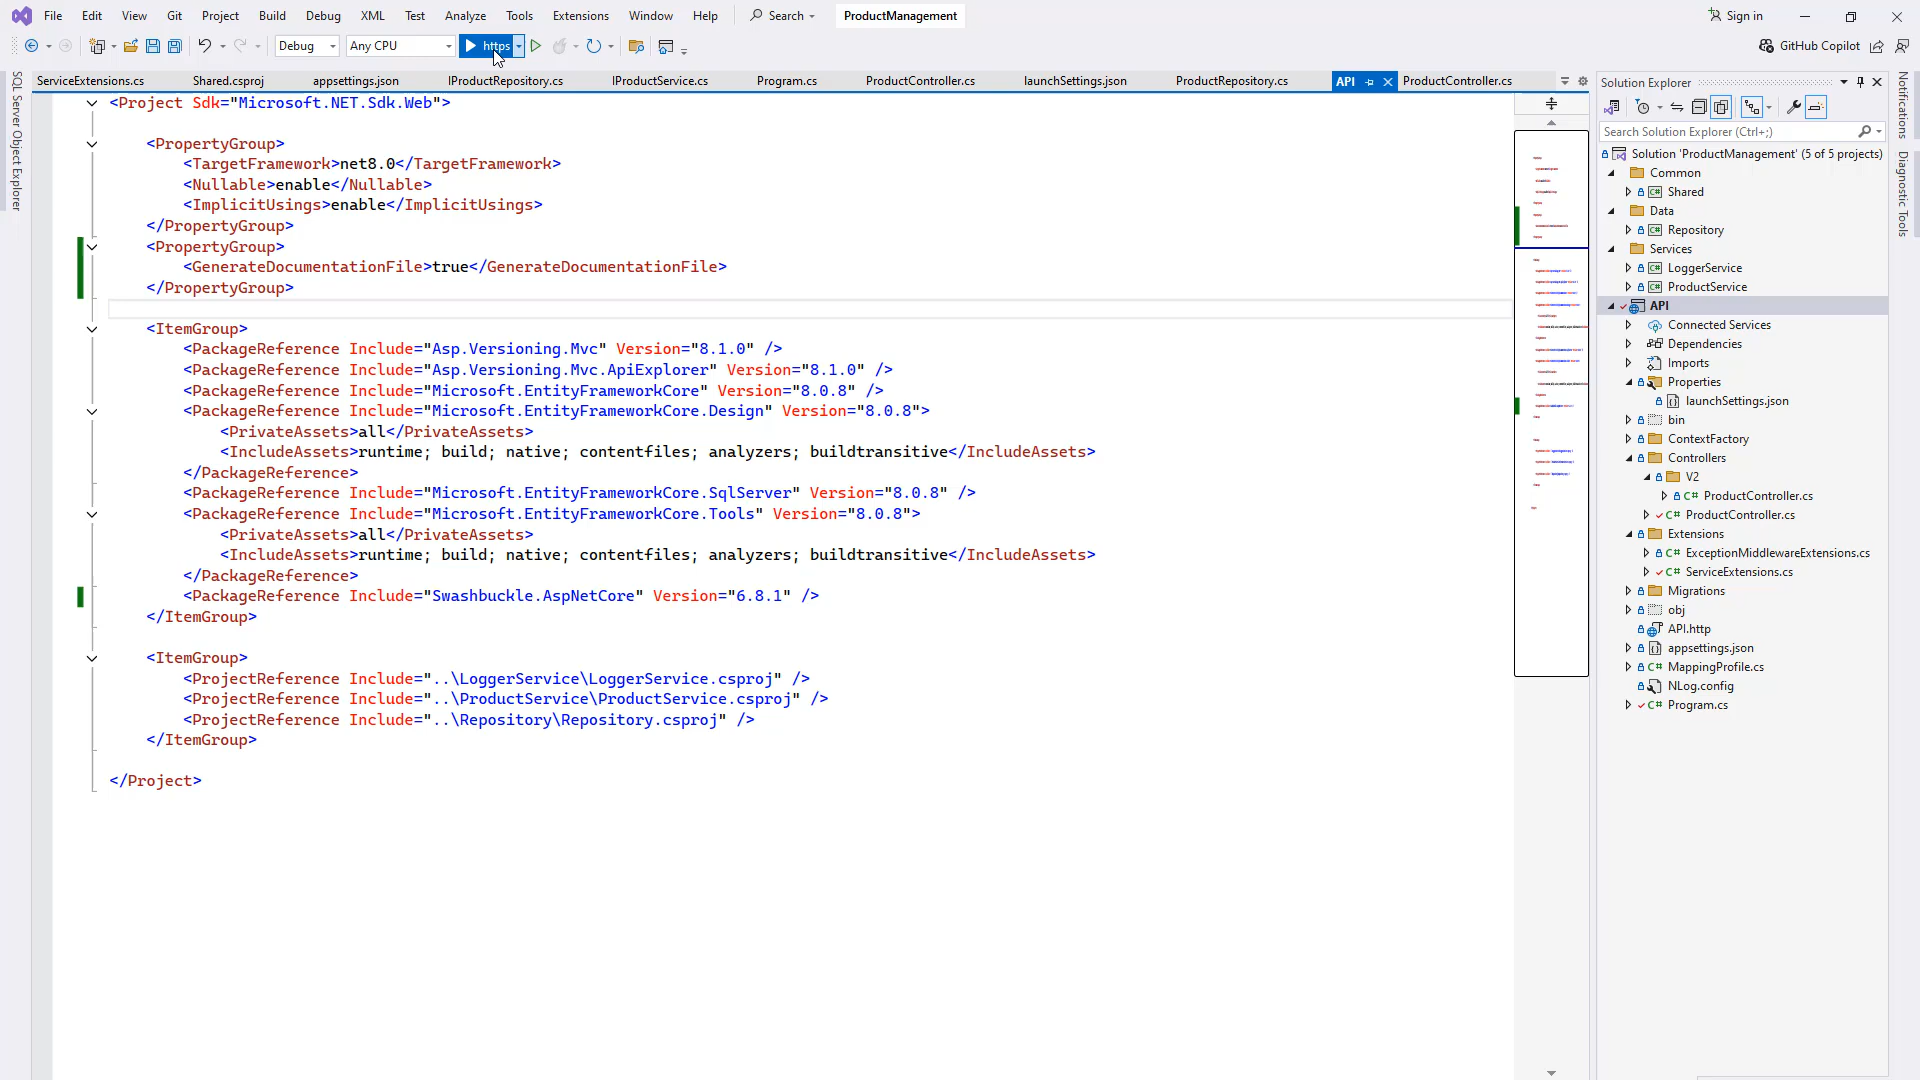 File Edit View Git Project Build Debug XML Test Analyze Tools Extensions Window Help Search ProductManagement Sign in
Debug Any CPU https GitHub Copilot
ServiceExtensions.cs Shared.csproj appsettings.json IProductRepository.cs IProductService.cs Program.cs ProductController.cs launchSettings.json ProductRepository.cs API ProductController.cs
SQL Server Object Explorer
<Project Sdk="Microsoft.NET.Sdk.Web">
<PropertyGroup>
<TargetFramework>net8.0</TargetFramework>
<Nullable>enable</Nullable>
<ImplicitUsings>enable</ImplicitUsings>
</PropertyGroup>
<PropertyGroup>
<GenerateDocumentationFile>true</GenerateDocumentationFile>
</PropertyGroup>
<ItemGroup>
<PackageReference Include="Asp.Versioning.Mvc" Version="8.1.0" />
<PackageReference Include="Asp.Versioning.Mvc.ApiExplorer" Version="8.1.0" />
<PackageReference Include="Microsoft.EntityFrameworkCore" Version="8.0.8" />
<PackageReference Include="Microsoft.EntityFrameworkCore.Design" Version="8.0.8">
<PrivateAssets>all</PrivateAssets>
<IncludeAssets>runtime; build; native; contentfiles; analyzers; buildtransitive</IncludeAssets>
</PackageReference>
<PackageReference Include="Microsoft.EntityFrameworkCore.SqlServer" Version="8.0.8" />
<PackageReference Include="Microsoft.EntityFrameworkCore.Tools" Version="8.0.8">
<PrivateAssets>all</PrivateAssets>
<IncludeAssets>runtime; build; native; contentfiles; analyzers; buildtransitive</IncludeAssets>
</PackageReference>
<PackageReference Include="Swashbuckle.AspNetCore" Version="6.8.1" />
</ItemGroup>
<ItemGroup>
<ProjectReference Include="..\LoggerService\LoggerService.csproj" />
<ProjectReference Include="..\ProductService\ProductService.csproj" />
<ProjectReference Include="..\Repository\Repository.csproj" />
</ItemGroup>
</Project>
Solution Explorer
Search Solution Explorer (Ctrl+;)
Solution 'ProductManagement' (5 of 5 projects)
Common
C# Shared
Data
C# Repository
Services
C# LoggerService
C# ProductService
API
Connected Services
Dependencies
Imports
Properties
launchSettings.json
bin
ContextFactory
Controllers
V2
C# ProductController.cs
C# ProductController.cs
Extensions
C# ExceptionMiddlewareExtensions.cs
C# ServiceExtensions.cs
Migrations
obj
API.http
appsettings.json
C# MappingProfile.cs
NLog.config
C# Program.cs
Notifications
Diagnostic Tools